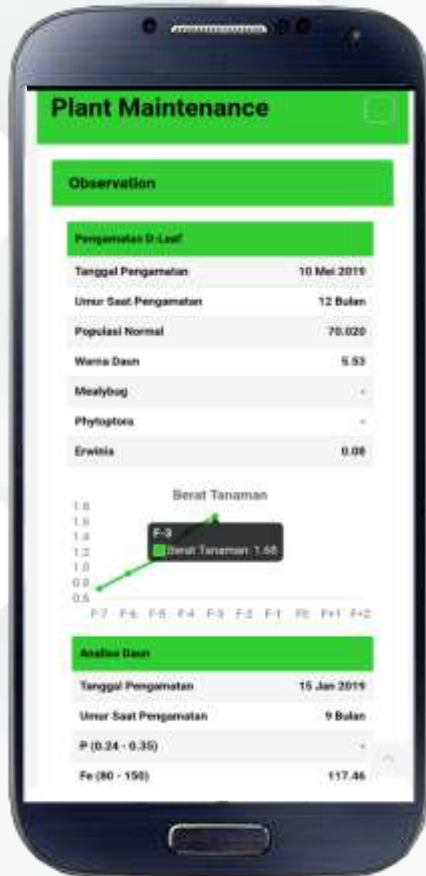 Plant Maintenance
Observation
Pengamatan D-Leaf
Tanggal Pengamatan 10 Mei 2019
Umur Saat Pengamatan 12 Bulan
Populasi Normal 70.020
Warna Daun 5.53
Mealybug -
Phytoptora -
Erwinia 0.08
Berat Tanaman
1.8
1.6
1.4
1.2
1.0
0.8
0.6
F-3
Berat Tanaman: 1.68
F-7 F-6 F-5 F-4 F-3 F-2 F-1 F0 F+1 F+2
Analisa Daun
Tanggal Pengamatan 15 Jan 2019
Umur Saat Pengamatan 9 Bulan
P (0.24 - 0.35) -
Fe (80 - 150) 117.46